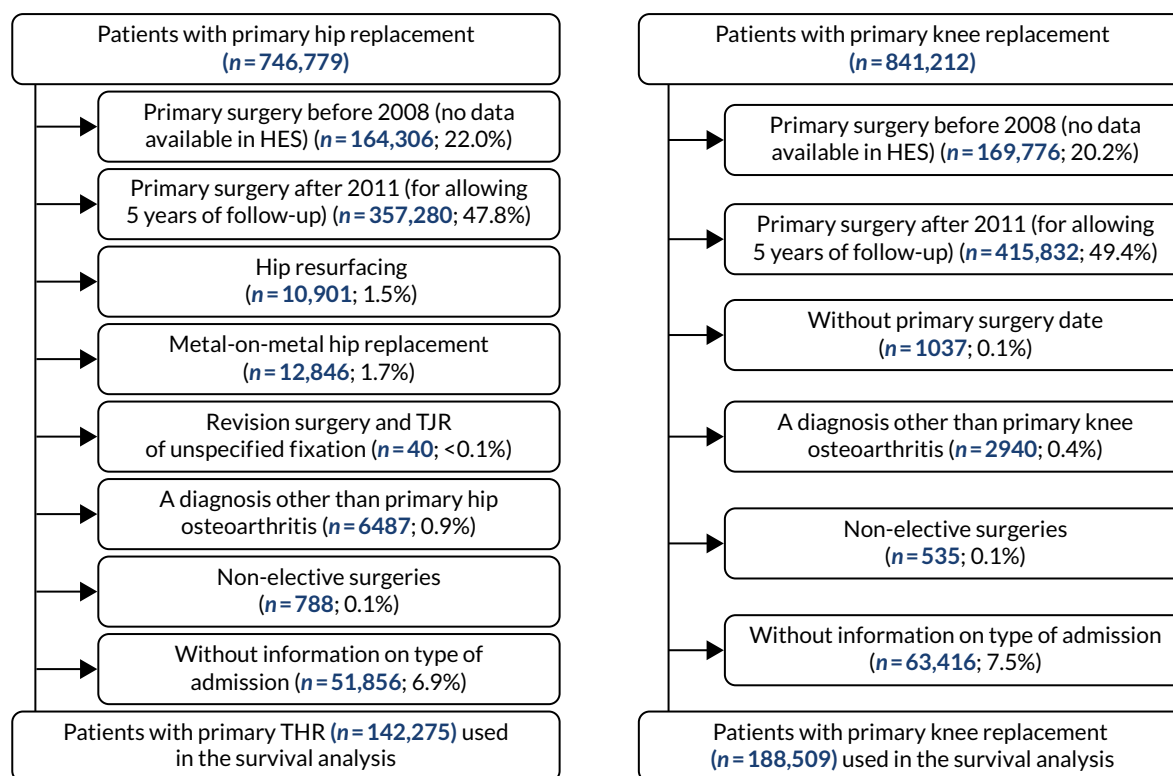 Patients with primary hip replacement
(n=746,779)
Primary surgery before 2008 (no data
available in HES) (n=164,306; 22.0%)
Primary surgery after 2011 (for allowing
5 years of follow-up) (n=357,280; 47.8%)
Hip resurfacing
(n=10,901; 1.5%)
Metal-on-metal hip replacement
(n=12,846; 1.7%)
Revision surgery and TJR
of unspecified fixation (n=40; <0.1%)
A diagnosis other than primary hip
osteoarthritis (n=6487; 0.9%)
Non-elective surgeries
(n=788; 0.1%)
Without information on type of
admission (n=51,856; 6.9%)
Patients with primary THR (n=142,275) used
in the survival analysis
Patients with primary knee replacement
(n=841,212)
Primary surgery before 2008 (no data
available in HES) (n=169,776; 20.2%)
Primary surgery after 2011 (for allowing
5 years of follow-up) (n=415,832; 49.4%)
Without primary surgery date
(n=1037; 0.1%)
A diagnosis other than primary knee
osteoarthritis (n=2940; 0.4%)
Non-elective surgeries
(n=535; 0.1%)
Without information on type of admission
(n=63,416; 7.5%)
Patients with primary knee replacement
(n=188,509) used in the survival analysis